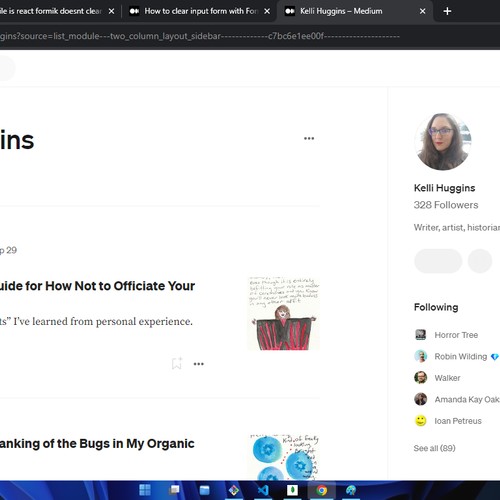 ile is react formik doesnt clear
How to clear input form with For
Kelli Huggins – Medium
gins?source=list_module---two_column_layout_sidebar-------------c7bc6e1ee00f----------------------
ins
Kelli Huggins
328 Followers
Writer, artist, historian
p 29
uide for How Not to Officiate Your
ts” I’ve learned from personal experience.
Following
Horror Tree
Robin Wilding
Walker
Amanda Kay Oak
Ioan Petreus
See all (89)
anking of the Bugs in My Organic